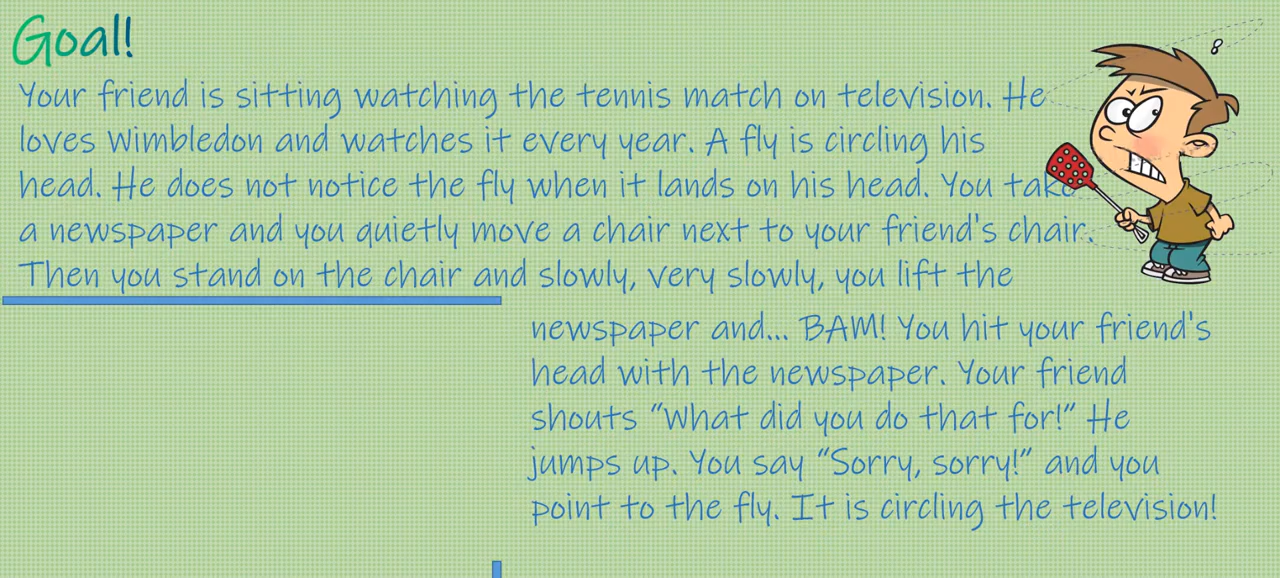 Goal!
Your friend is sitting watching the tennis match on television. He
loves Wimbledon and watches it every year. A fly is circling his
head. He does not notice the fly when it lands on his head. You take
a newspaper and you quietly move a chair next to your friend's chair.
Then you stand on the chair and slowly, very slowly, you lift the
newspaper and... BAM! You hit your friend's
head with the newspaper. Your friend
shouts “What did you do that for!” He
jumps up. You say “Sorry, sorry!” and you
point to the fly. It is circling the television!